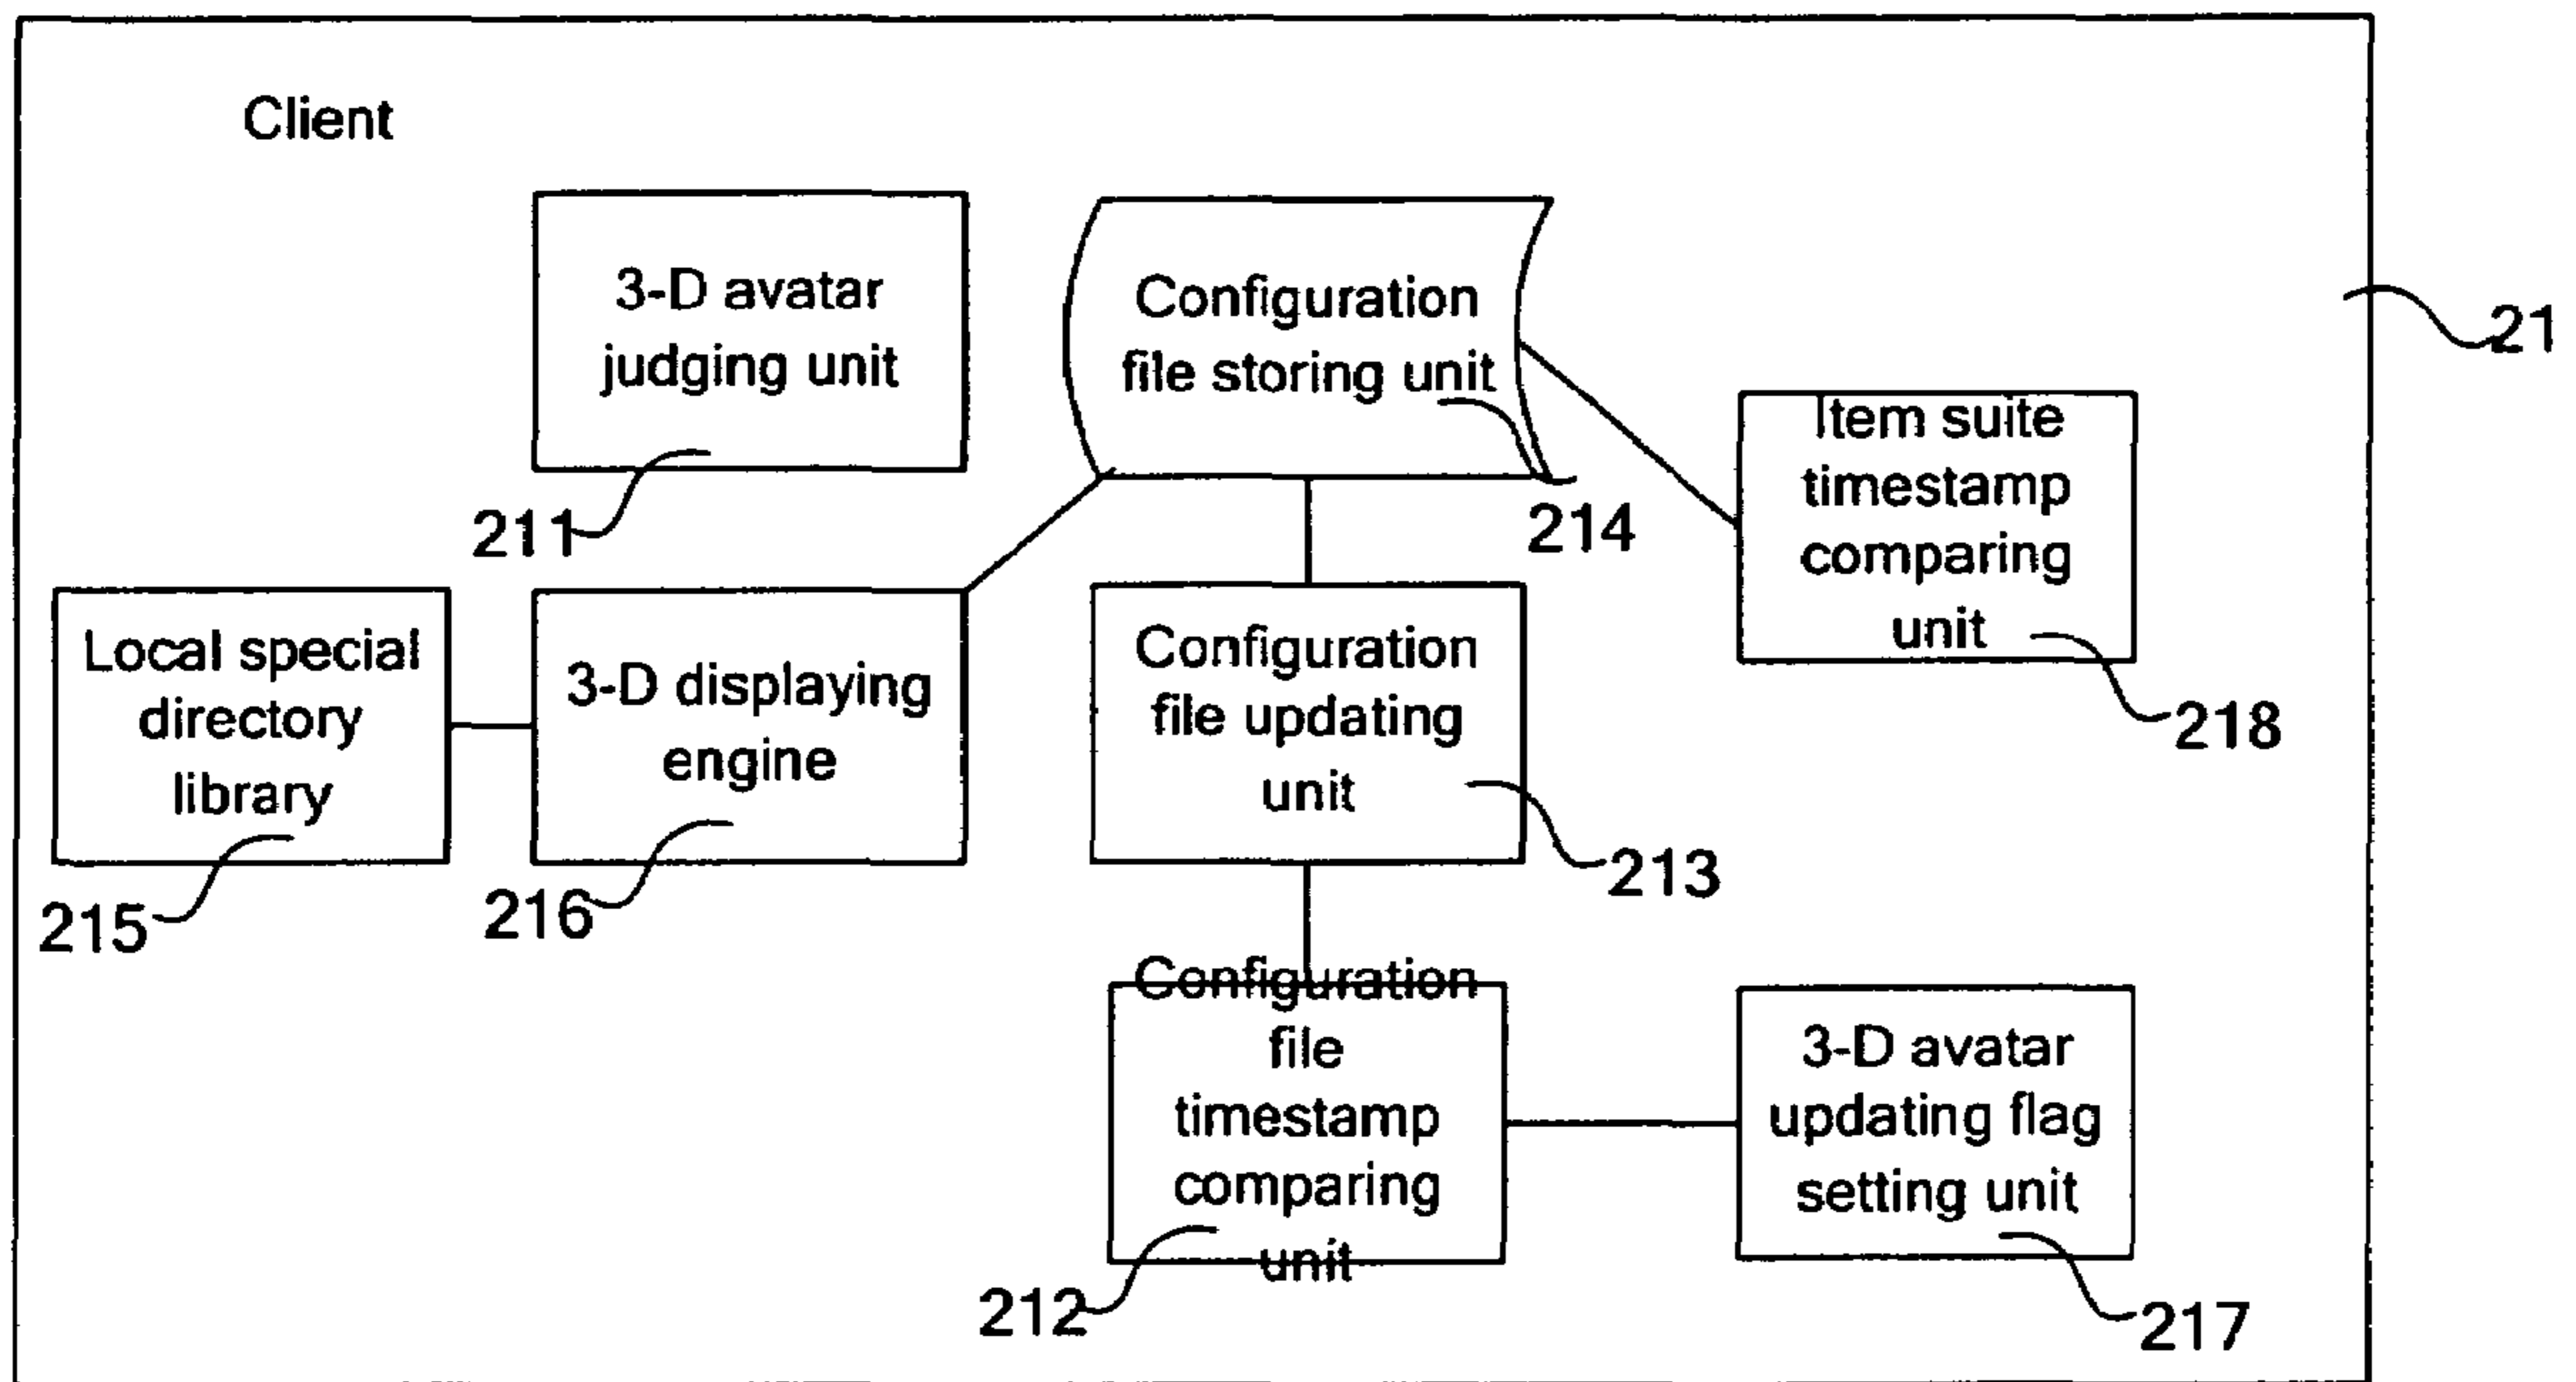 Client
3-D avatar
judging unit
211
Configuration
file storing unit
214
21
Item suite
timestamp
comparing
unit
218
Local special
directory
library
215
3-D displaying
engine
216
Configuration
file updating
unit
213
Configuration
file
timestamp
comparing
unit
212
3-D avatar
updating flag
setting unit
217